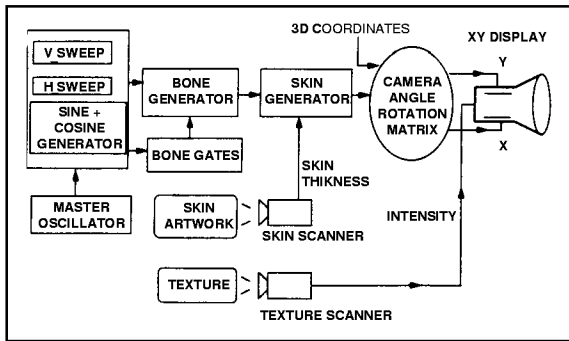 3D COORDINATES
XY DISPLAY
V SWEEP
H SWEEP
SINE +
COSINE
GENERATOR
BONE
GENERATOR
SKIN
GENERATOR
CAMERA
ANGLE
ROTATION
MATRIX
Y
X
BONE GATES
SKIN
THIKNESS
MASTER
OSCILLATOR
SKIN
ARTWORK
SKIN SCANNER
INTENSITY
TEXTURE
TEXTURE SCANNER